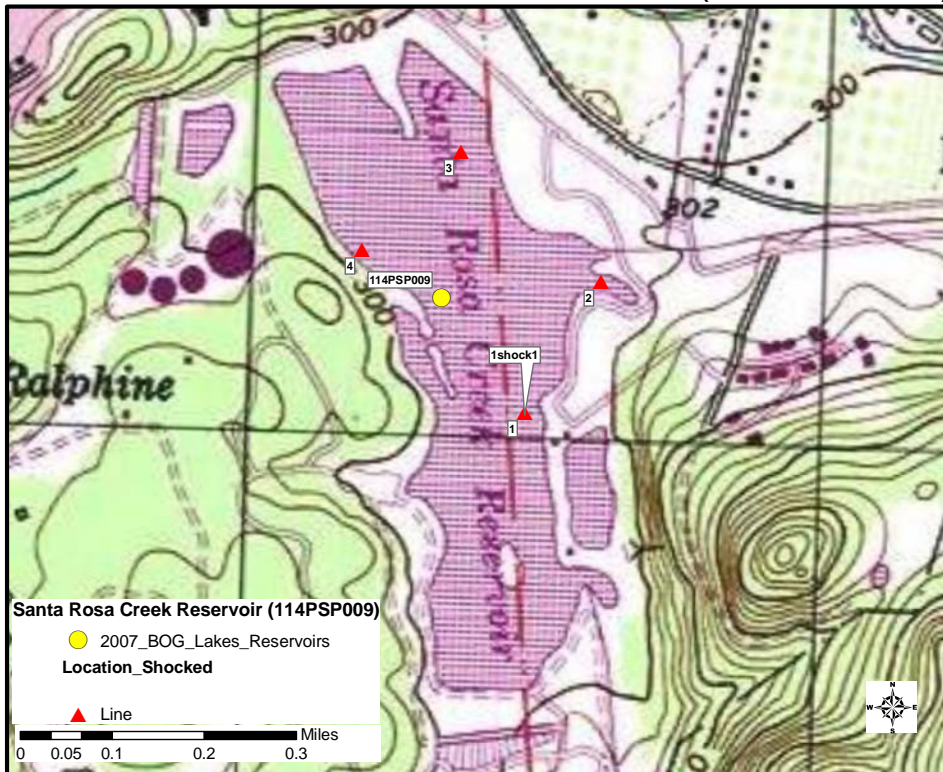 300
300
302
3
4
114PSP009
300
2
1shock1
1
Ralphine
Santa Rosa Creek Reservoir
Santa Rosa Creek Reservoir (114PSP009)
2007_BOG_Lakes_Reservoirs
Location_Shocked
Line
0 0.05 0.1 0.2 0.3 Miles
N
W E
S